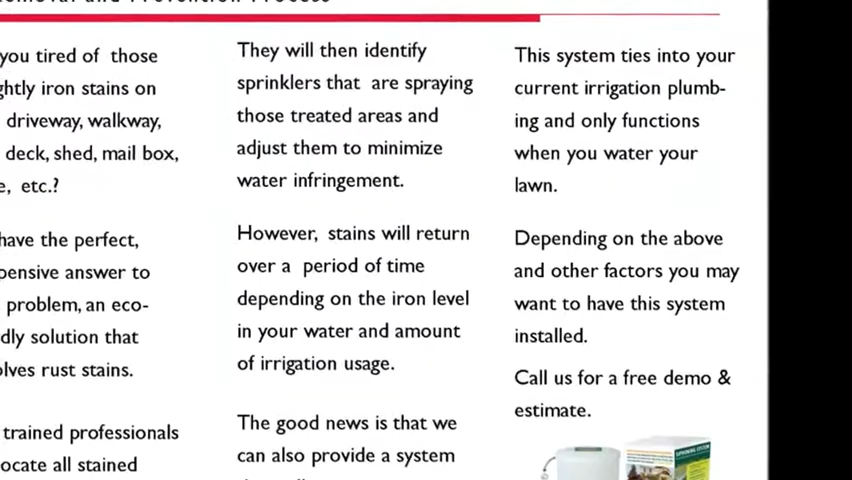 emoval and Prevention Process
you tired of those
ghtly iron stains on
driveway, walkway,
deck, shed, mail box,
e, etc.?
have the perfect,
pensive answer to
problem, an eco-
dly solution that
olves rust stains.
trained professionals
ocate all stained
They will then identify
sprinklers that are spraying
those treated areas and
adjust them to minimize
water infringement.
However, stains will return
over a period of time
depending on the iron level
in your water and amount
of irrigation usage.
The good news is that we
can also provide a system
This system ties into your
current irrigation plumb-
ing and only functions
when you water your
lawn.
Depending on the above
and other factors you may
want to have this system
installed.
Call us for a free demo &
estimate.